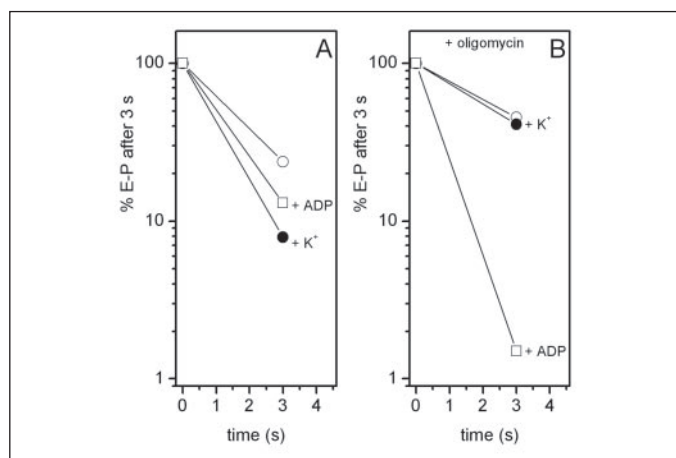 A
% E-P after 3 s
100
10
1
+ ADP
+ K⁺
0 1 2 3 4
time (s)
+ oligomycin B
% E-P after 3 s
100
10
1
+ K⁺
+ ADP
0 1 2 3 4
time (s)